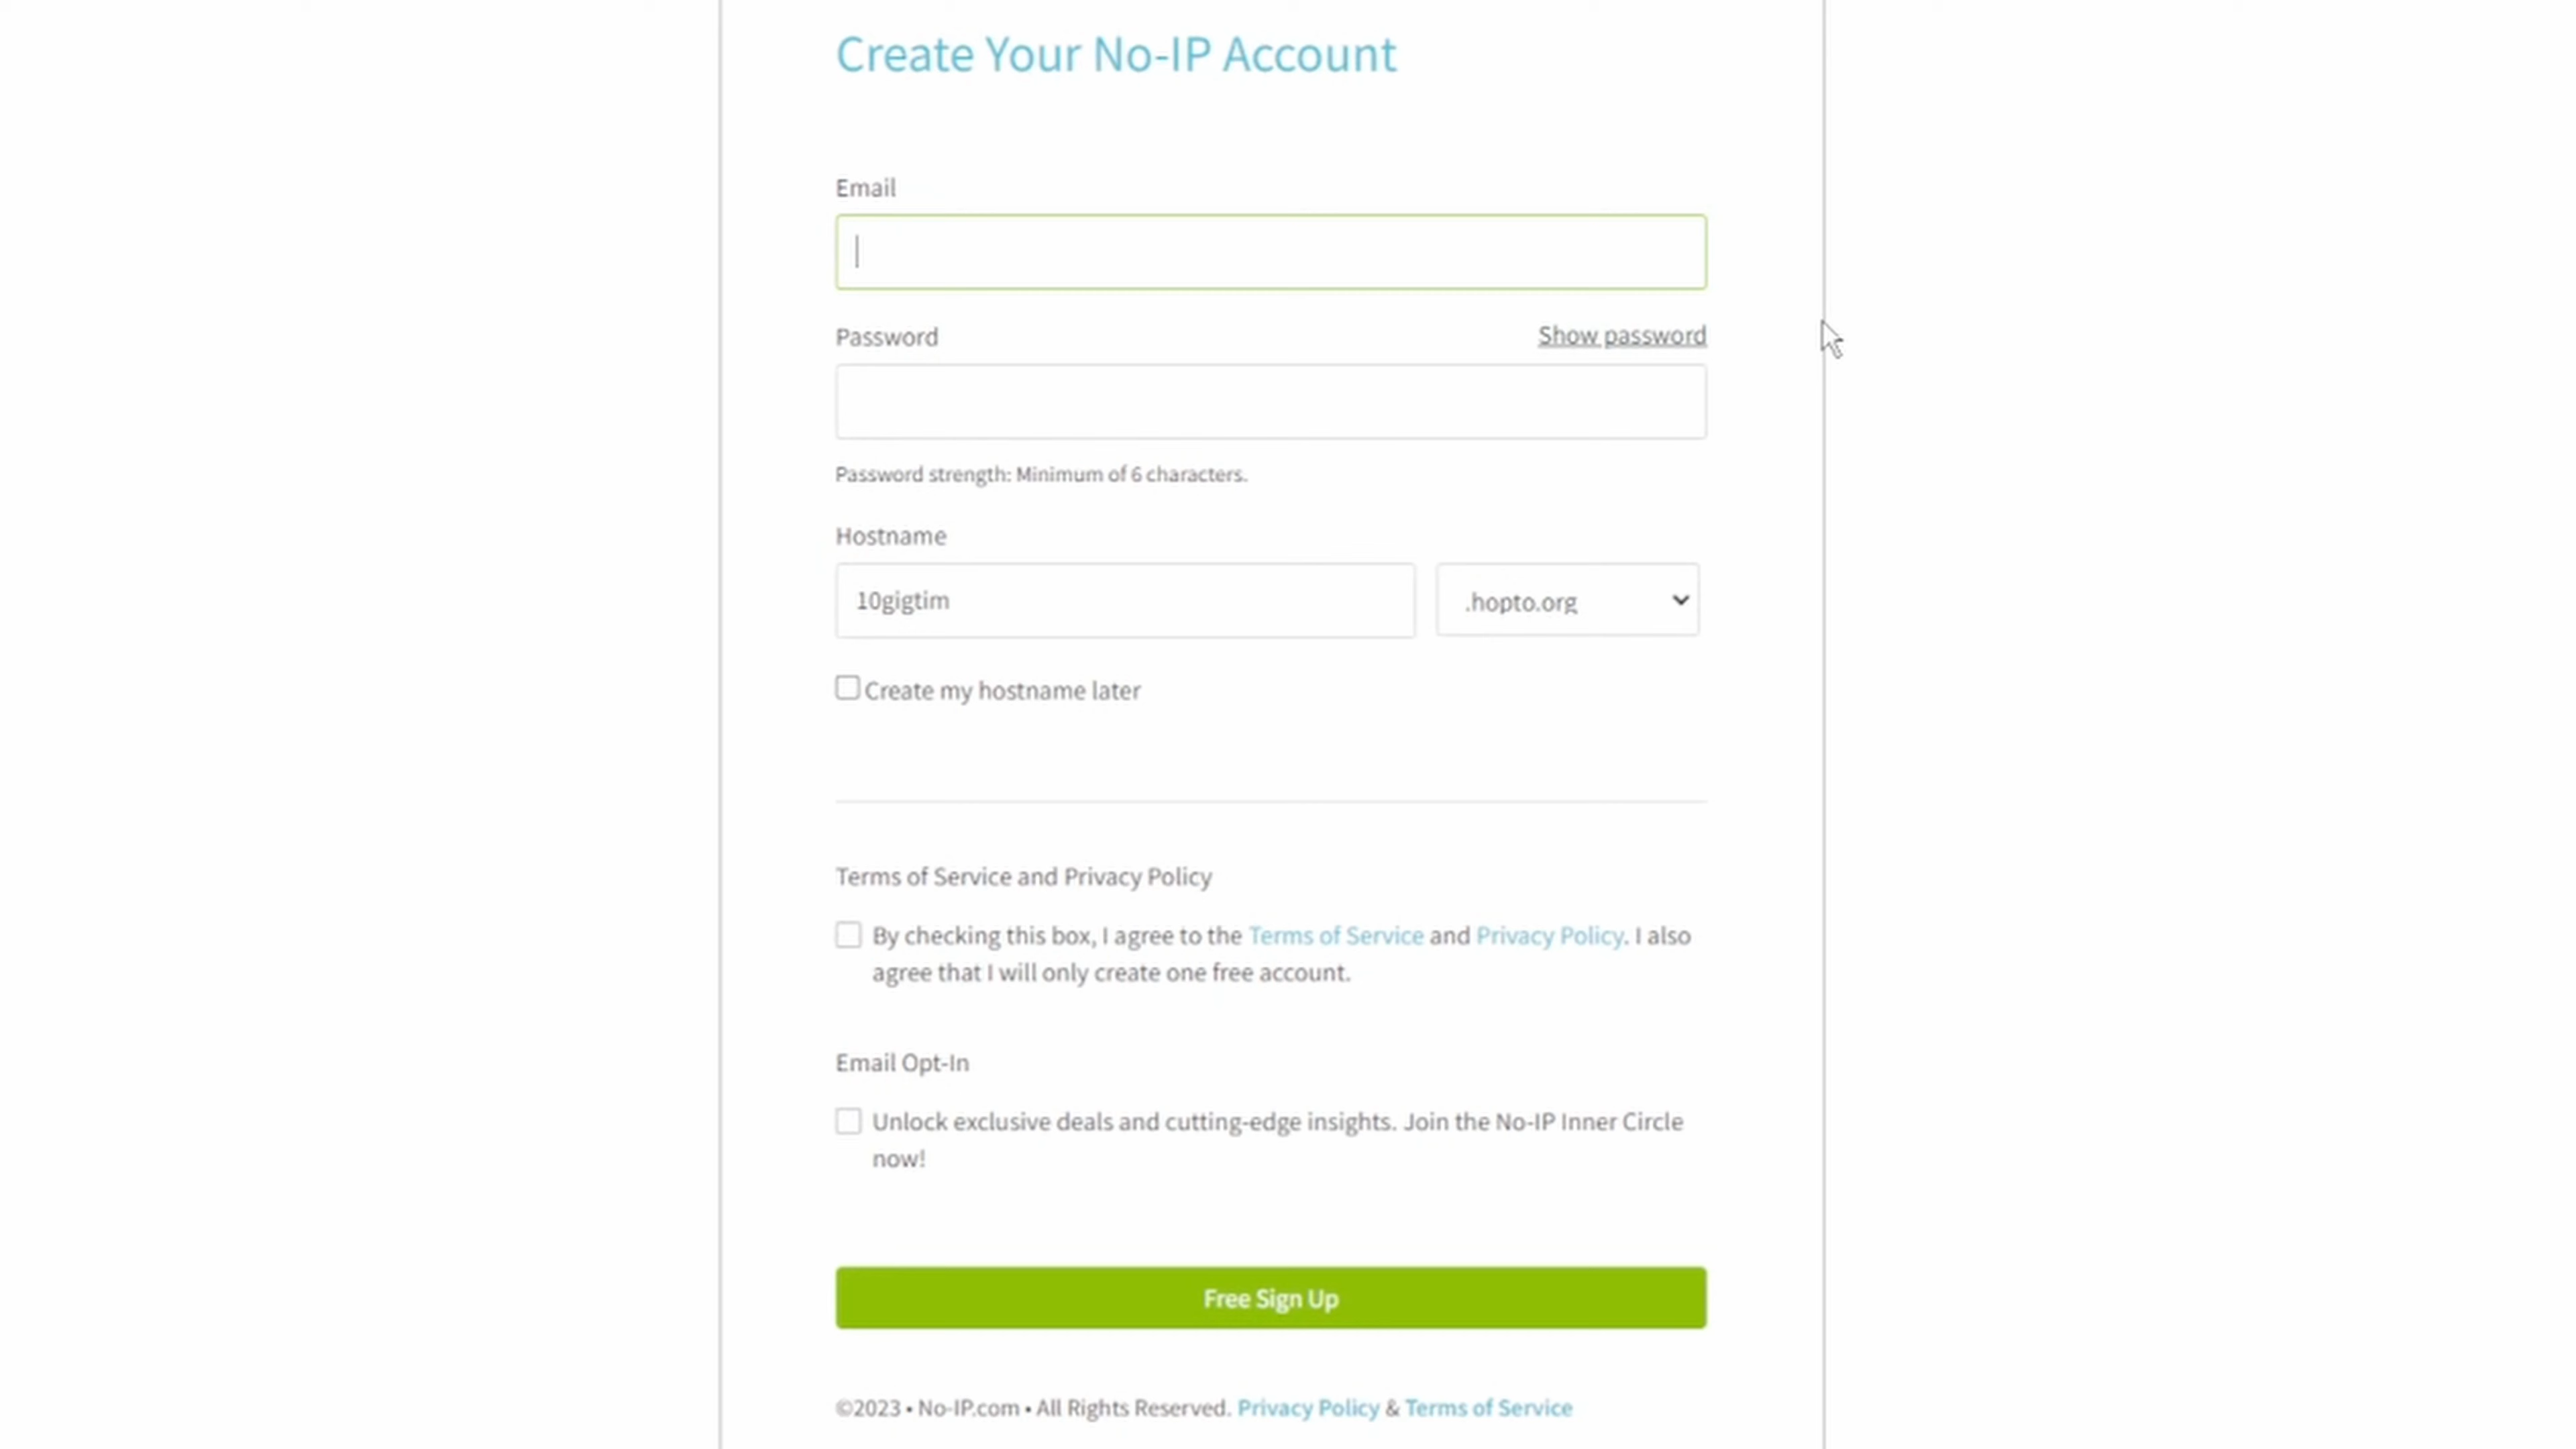 Create Your No-IP Account
Email
Password
Show password
Password strength: Minimum of 6 characters.
Hostname
10gigtim
.hopto.org
Create my hostname later
Terms of Service and Privacy Policy
By checking this box, I agree to the Terms of Service and Privacy Policy. I also
agree that I will only create one free account.
Email Opt-In
Unlock exclusive deals and cutting-edge insights. Join the No-IP Inner Circle
now!
Free Sign Up
©2023 • No-IP.com • All Rights Reserved. Privacy Policy & Terms of Service